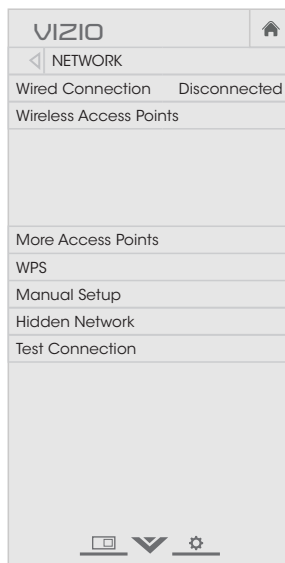 VIZIO
NETWORK
Wired Connection Disconnected
Wireless Access Points
More Access Points
WPS
Manual Setup
Hidden Network
Test Connection